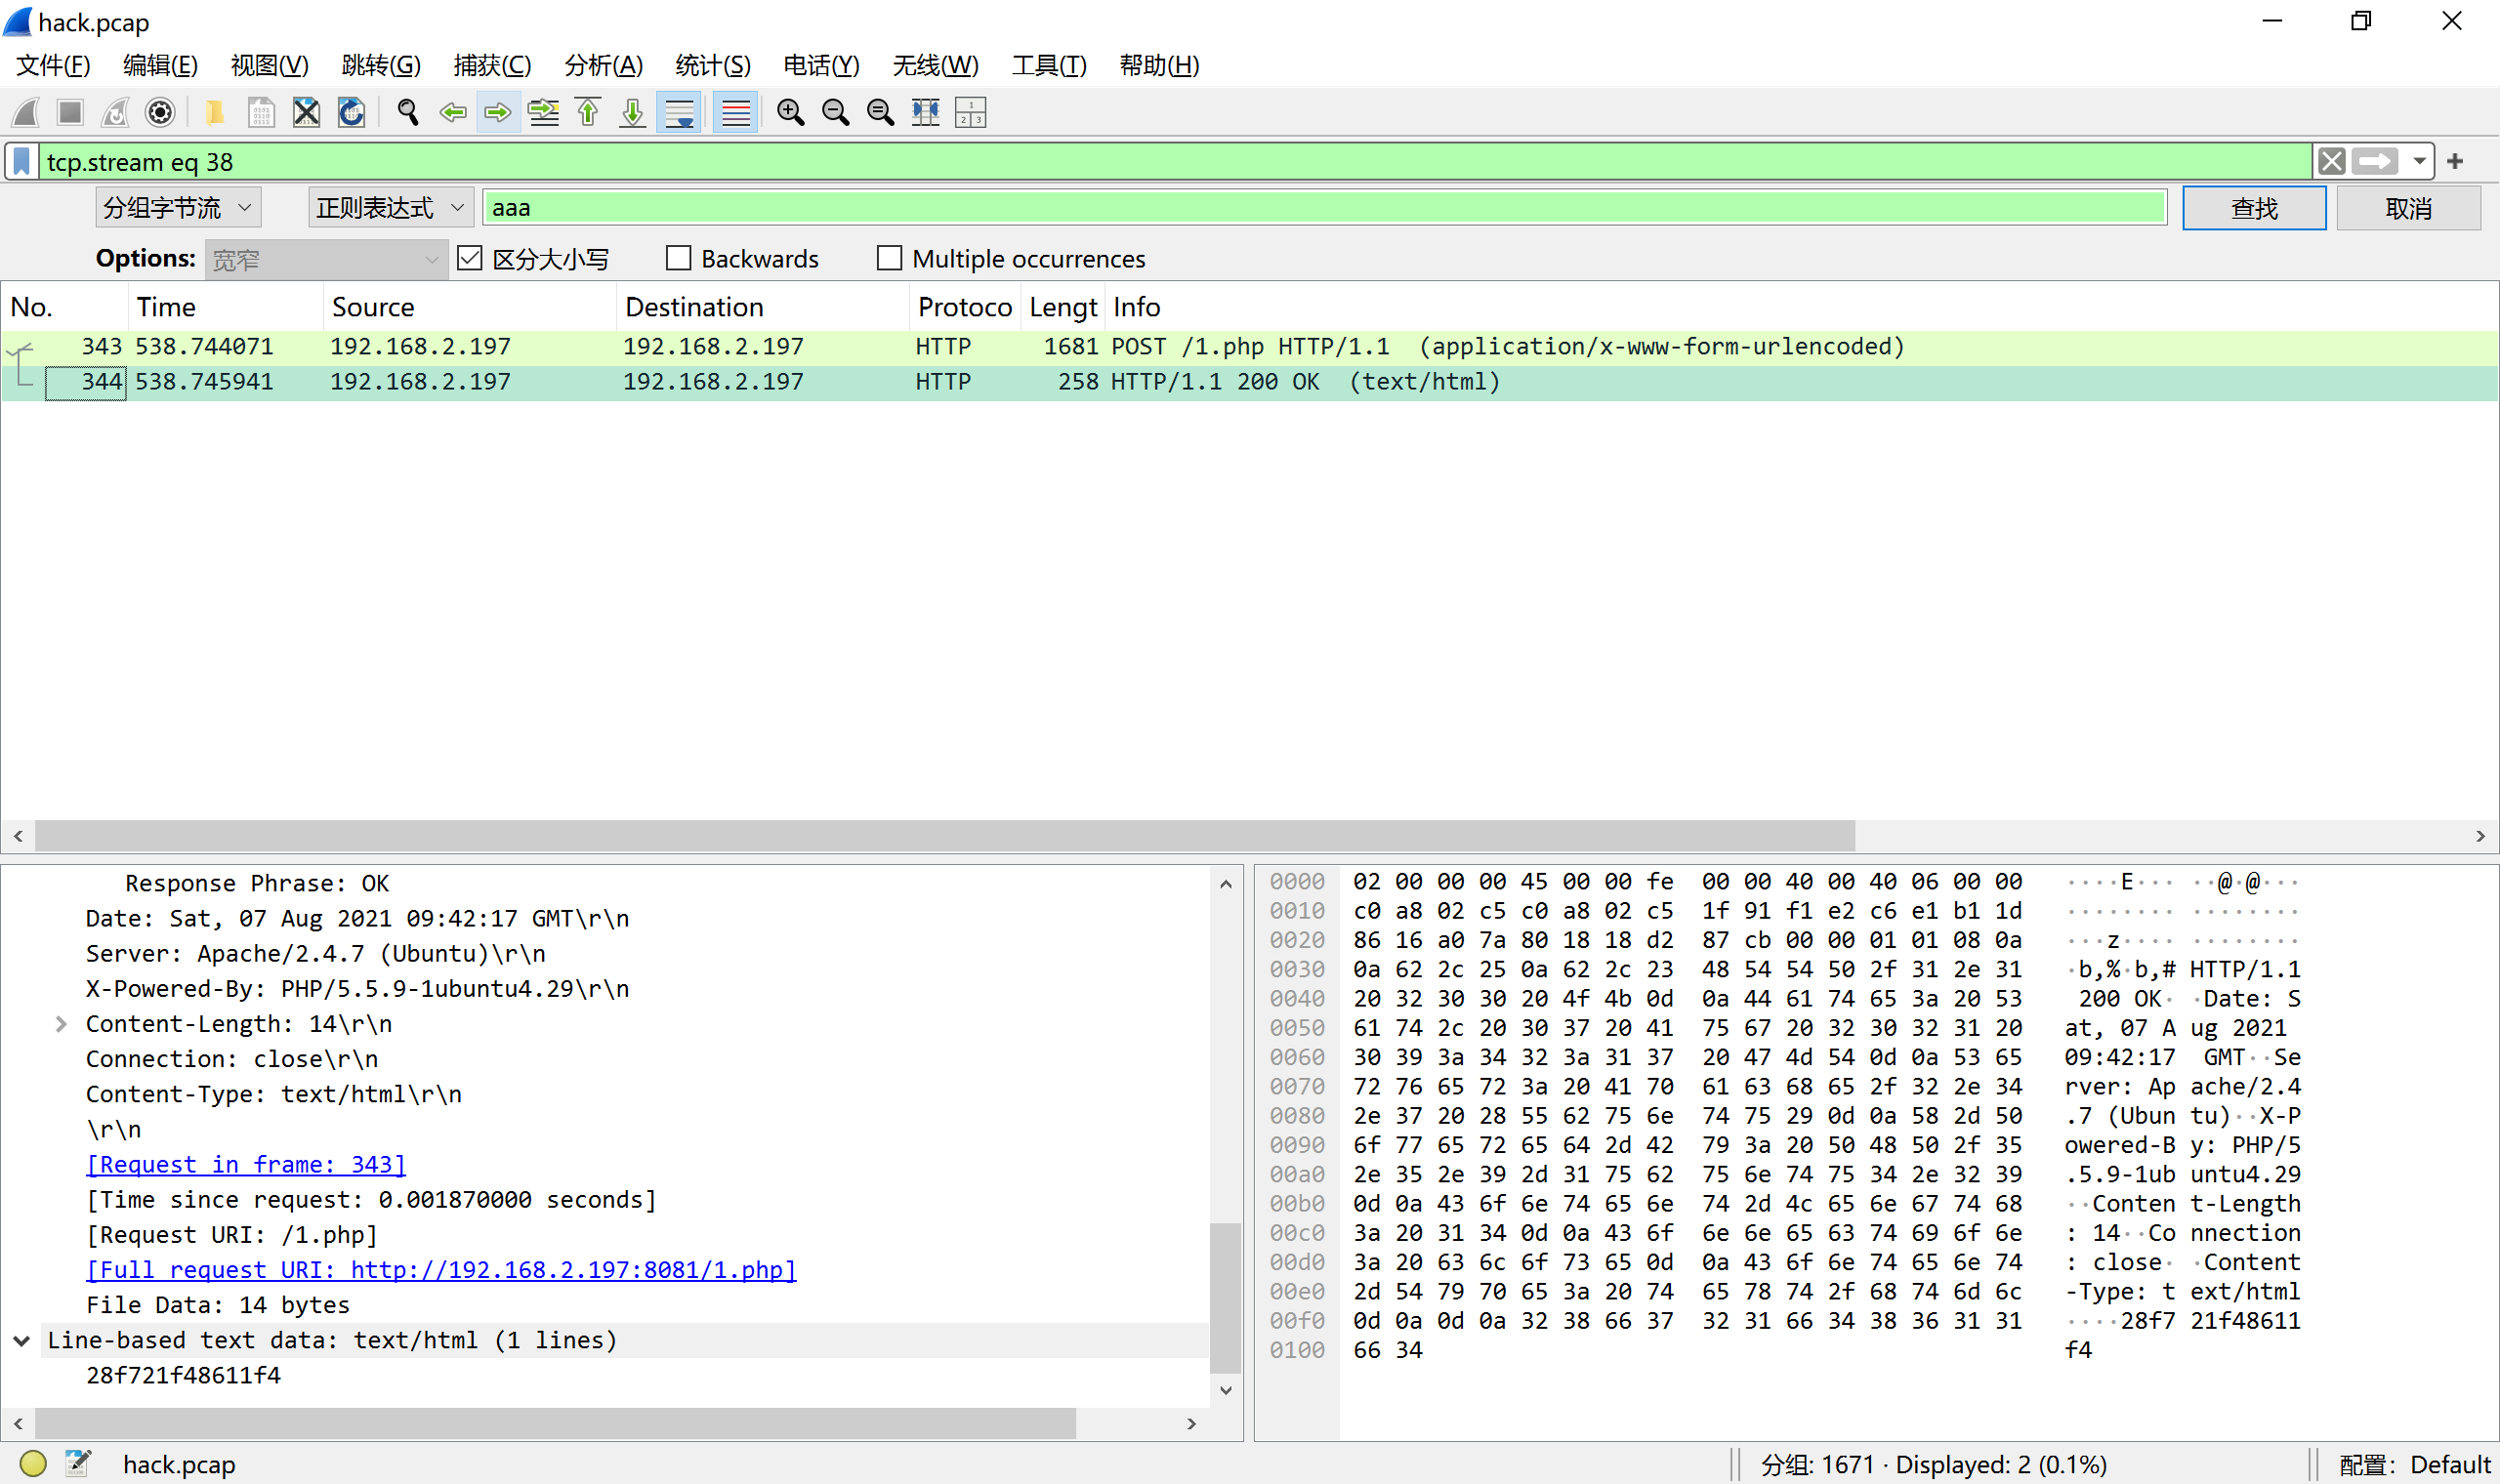 hack.pcap
文件(F) 编辑(E) 视图(V) 跳转(G) 捕获(C) 分析(A) 统计(S) 电话(Y) 无线(W) 工具(T) 帮助(H)
tcp.stream eq 38
分组字节流 正则表达式 aaa 查找 取消
Options: 宽窄 区分大小写 Backwards Multiple occurrences
No. Time Source Destination Protoco Lengt Info
343 538.744071 192.168.2.197 192.168.2.197 HTTP 1681 POST /1.php HTTP/1.1 (application/x-www-form-urlencoded)
344 538.745941 192.168.2.197 192.168.2.197 HTTP 258 HTTP/1.1 200 OK (text/html)
Response Phrase: OK
Date: Sat, 07 Aug 2021 09:42:17 GMT\r\n
Server: Apache/2.4.7 (Ubuntu)\r\n
X-Powered-By: PHP/5.5.9-1ubuntu4.29\r\n
Content-Length: 14\r\n
Connection: close\r\n
Content-Type: text/html\r\n
\r\n
[Request in frame: 343]
[Time since request: 0.001870000 seconds]
[Request URI: /1.php]
[Full request URI: http://192.168.2.197:8081/1.php]
File Data: 14 bytes
Line-based text data: text/html (1 lines)
28f721f48611f4
0000 02 00 00 00 45 00 00 fe 00 00 40 00 40 06 00 00 ····E··· ··@·@···
0010 c0 a8 02 c5 c0 a8 02 c5 1f 91 f1 e2 c6 e1 b1 1d ········ ········
0020 86 16 a0 7a 80 18 18 d2 87 cb 00 00 01 01 08 0a ···z···· ········
0030 0a 62 2c 25 0a 62 2c 23 48 54 54 50 2f 31 2e 31 ·b,%·b,# HTTP/1.1
0040 20 32 30 30 20 4f 4b 0d 0a 44 61 74 65 3a 20 53 200 OK· ·Date: S
0050 61 74 2c 20 30 37 20 41 75 67 20 32 30 32 31 20 at, 07 A ug 2021
0060 30 39 3a 34 32 3a 31 37 20 47 4d 54 0d 0a 53 65 09:42:17 GMT··Se
0070 72 76 65 72 3a 20 41 70 61 63 68 65 2f 32 2e 34 rver: Ap ache/2.4
0080 2e 37 20 28 55 62 75 6e 74 75 29 0d 0a 58 2d 50 .7 (Ubun tu)··X-P
0090 6f 77 65 72 65 64 2d 42 79 3a 20 50 48 50 2f 35 owered-B y: PHP/5
00a0 2e 35 2e 39 2d 31 75 62 75 6e 74 75 34 2e 32 39 .5.9-1ub untu4.29
00b0 0d 0a 43 6f 6e 74 65 6e 74 2d 4c 65 6e 67 74 68 ··Conten t-Length
00c0 3a 20 31 34 0d 0a 43 6f 6e 6e 65 63 74 69 6f 6e : 14··Co nnection
00d0 3a 20 63 6c 6f 73 65 0d 0a 43 6f 6e 74 65 6e 74 : close· ·Content
00e0 2d 54 79 70 65 3a 20 74 65 78 74 2f 68 74 6d 6c -Type: t ext/html
00f0 0d 0a 0d 0a 32 38 66 37 32 31 66 34 38 36 31 31 ····28f7 21f48611
0100 66 34 f4
hack.pcap 分组: 1671 · Displayed: 2 (0.1%) 配置: Default